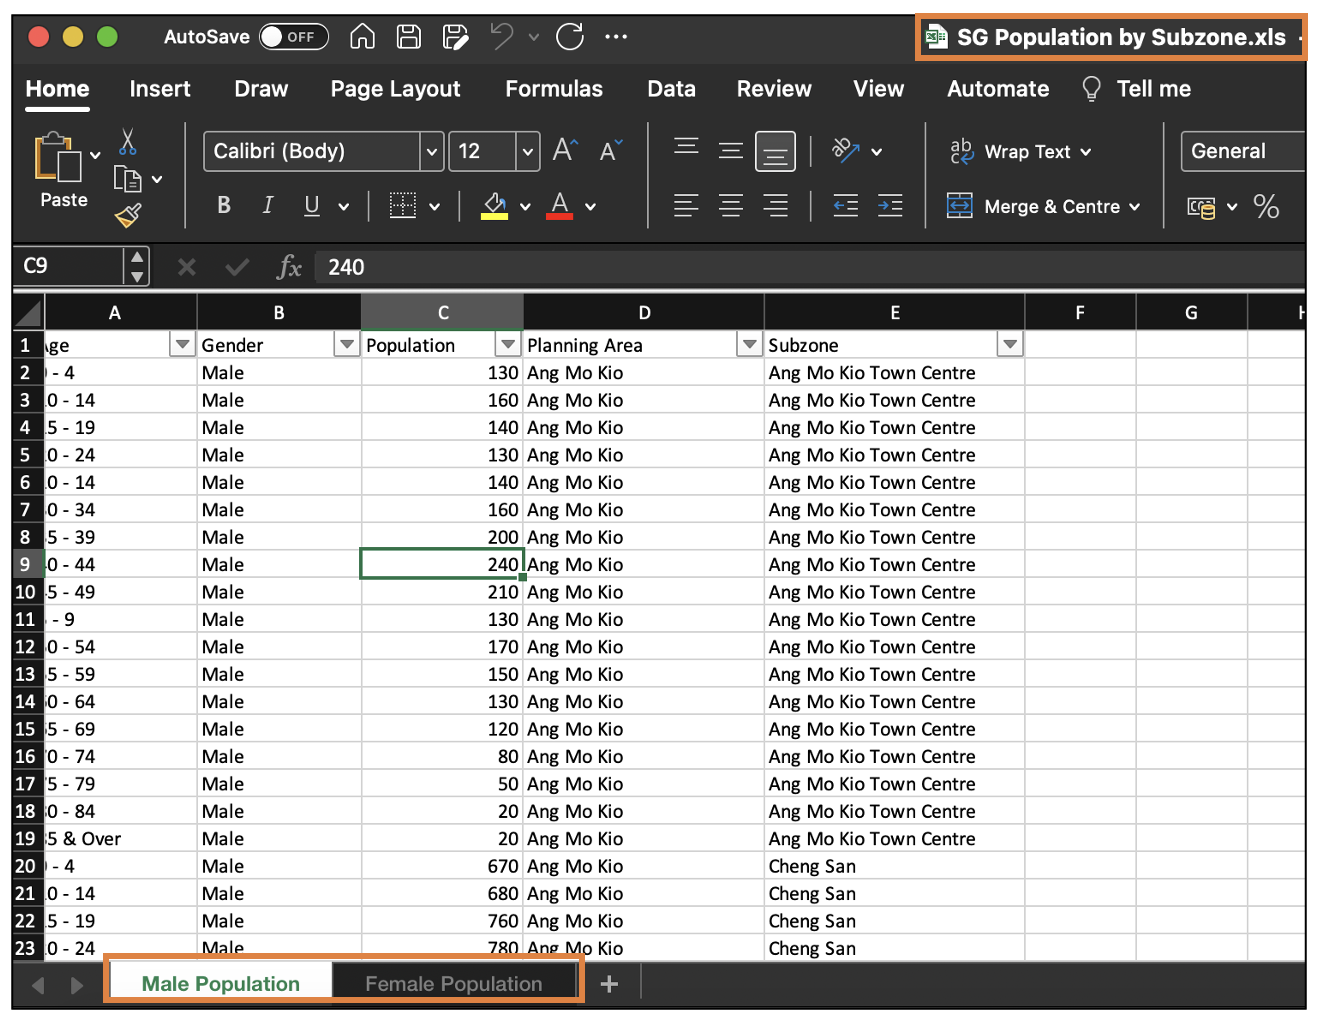 AutoSave OFF SG Population by Subzone.xls
Home Insert Draw Page Layout Formulas Data Review View Automate Tell me
Calibri (Body) 12 Wrap Text General
Paste B I U A Merge & Centre %
C9 fx 240
A B C D E F G
1 ge Gender Population Planning Area Subzone
2 - 4 Male 130 Ang Mo Kio Ang Mo Kio Town Centre
3 0 - 14 Male 160 Ang Mo Kio Ang Mo Kio Town Centre
4 5 - 19 Male 140 Ang Mo Kio Ang Mo Kio Town Centre
5 0 - 24 Male 130 Ang Mo Kio Ang Mo Kio Town Centre
6 0 - 14 Male 140 Ang Mo Kio Ang Mo Kio Town Centre
7 0 - 34 Male 160 Ang Mo Kio Ang Mo Kio Town Centre
8 5 - 39 Male 200 Ang Mo Kio Ang Mo Kio Town Centre
9 0 - 44 Male 240 Ang Mo Kio Ang Mo Kio Town Centre
10 5 - 49 Male 210 Ang Mo Kio Ang Mo Kio Town Centre
11 - 9 Male 130 Ang Mo Kio Ang Mo Kio Town Centre
12 0 - 54 Male 170 Ang Mo Kio Ang Mo Kio Town Centre
13 5 - 59 Male 150 Ang Mo Kio Ang Mo Kio Town Centre
14 0 - 64 Male 130 Ang Mo Kio Ang Mo Kio Town Centre
15 5 - 69 Male 120 Ang Mo Kio Ang Mo Kio Town Centre
16 0 - 74 Male 80 Ang Mo Kio Ang Mo Kio Town Centre
17 5 - 79 Male 50 Ang Mo Kio Ang Mo Kio Town Centre
18 0 - 84 Male 20 Ang Mo Kio Ang Mo Kio Town Centre
19 5 & Over Male 20 Ang Mo Kio Ang Mo Kio Town Centre
20 - 4 Male 670 Ang Mo Kio Cheng San
21 0 - 14 Male 680 Ang Mo Kio Cheng San
22 5 - 19 Male 760 Ang Mo Kio Cheng San
23 0 - 24 Male 780 Ang Mo Kio Cheng San
Male Population Female Population